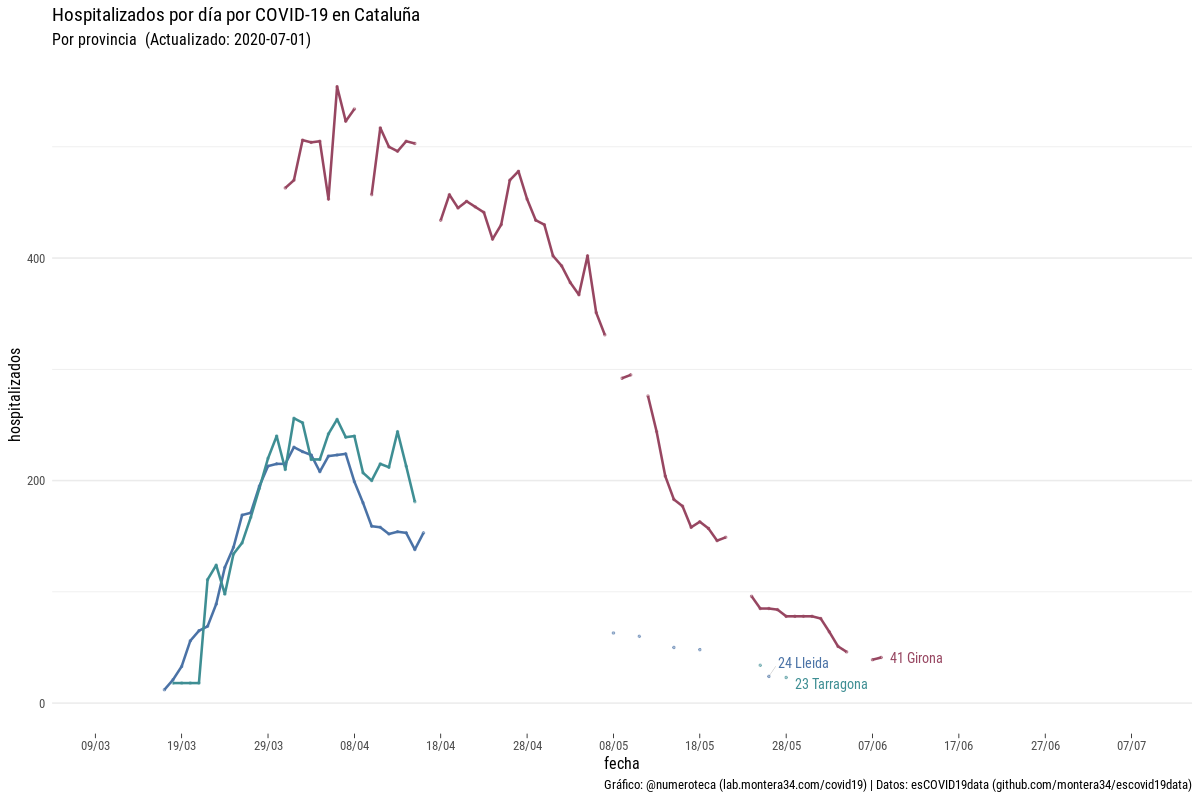 Hospitalizados por día por COVID-19 en Cataluña
Por provincia (Actualizado: 2020-07-01)
hospitalizados
400
200
0
24 Lleida
41 Girona
23 Tarragona
09/03 19/03 29/03 08/04 18/04 28/04 08/05 18/05 28/05 07/06 17/06 27/06 07/07
fecha
Gráfico: @numeroteca (lab.montera34.com/covid19) | Datos: esCOVID19data (github.com/montera34/escovid19data)